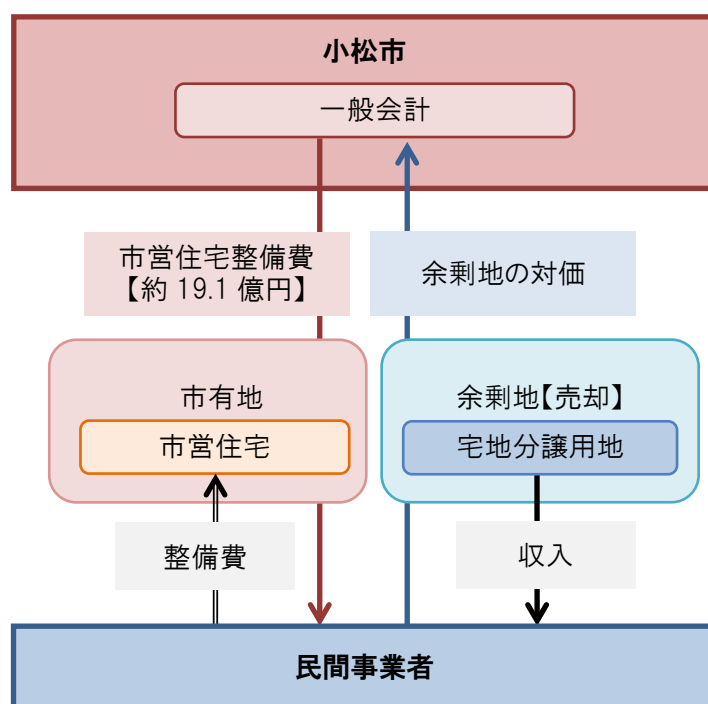 小松市
一般会計
市営住宅整備費
【約 19.1 億円】
余剰地の対価
市有地
市営住宅
余剰地【売却】
宅地分譲用地
整備費
収入
民間事業者